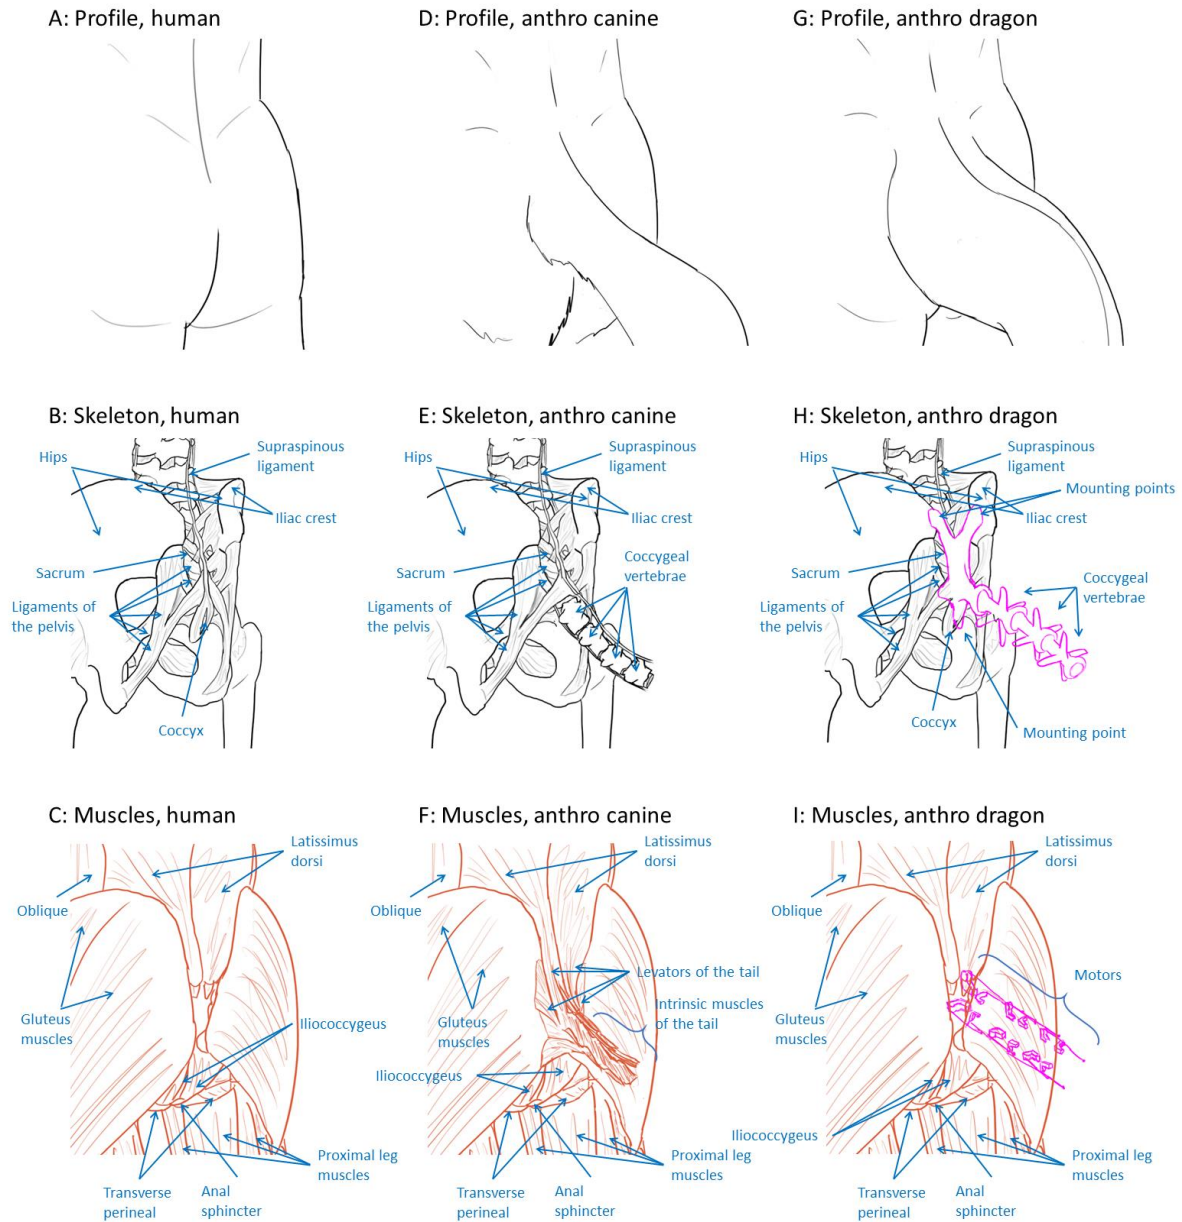 A: Profile, human
D: Profile, anthro canine
G: Profile, anthro dragon
B: Skeleton, human
Hips
Supraspinous
ligament
Iliac crest
Sacrum
Ligaments of
the pelvis
Coccyx
E: Skeleton, anthro canine
Hips
Supraspinous
ligament
Iliac crest
Coccygeal
vertebrae
Sacrum
Ligaments of
the pelvis
H: Skeleton, anthro dragon
Hips
Supraspinous
ligament
Mounting points
Iliac crest
Sacrum
Coccygeal
vertebrae
Ligaments of
the pelvis
Coccyx
Mounting point
C: Muscles, human
Latissimus
dorsi
Oblique
Gluteus
muscles
Iliococcygeus
Proximal leg
muscles
Transverse
perineal
Anal
sphincter
F: Muscles, anthro canine
Latissimus
dorsi
Oblique
Levators of the tail
Intrinsic muscles
of the tail
Gluteus
muscles
Iliococcygeus
Proximal leg
muscles
Transverse
perineal
Anal
sphincter
I: Muscles, anthro dragon
Latissimus
dorsi
Oblique
Motors
Gluteus
muscles
Iliococcygeus
Proximal leg
muscles
Transverse
perineal
Anal
sphincter